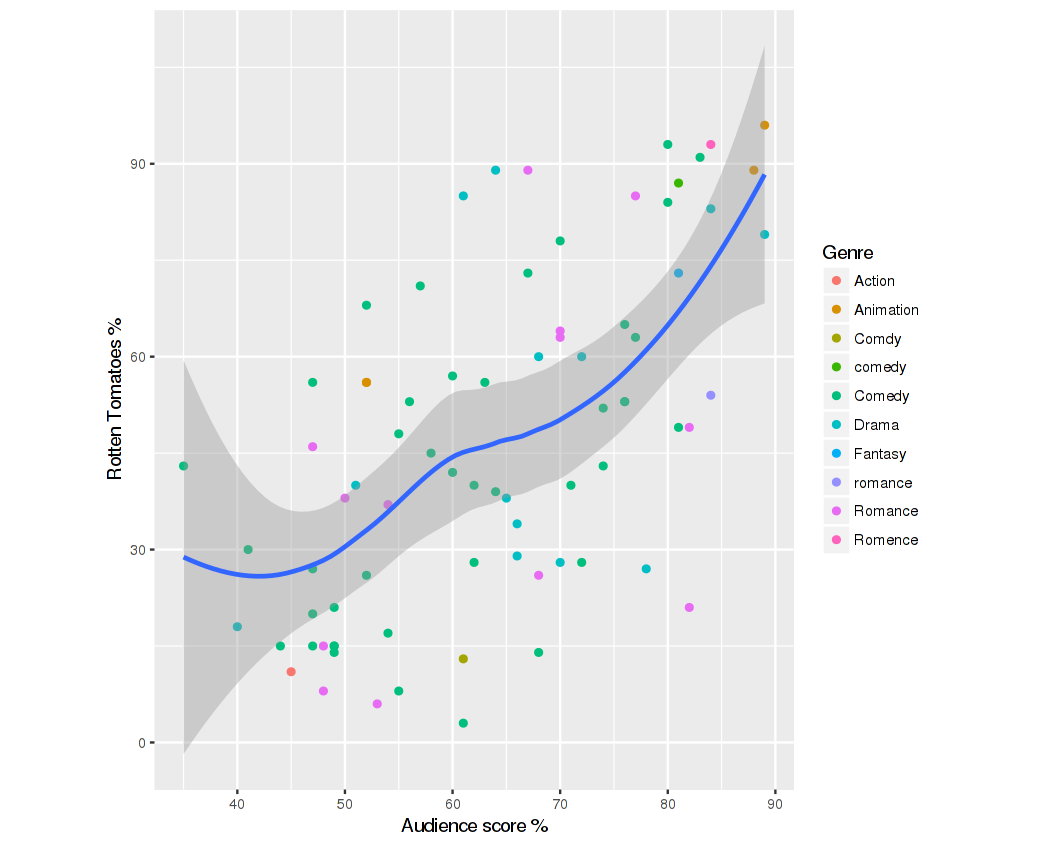 90
60
30
0
Rotten Tomatoes %
40 50 60 70 80 90
Audience score %
Genre
Action
Animation
Comdy
comedy
Comedy
Drama
Fantasy
romance
Romance
Romence